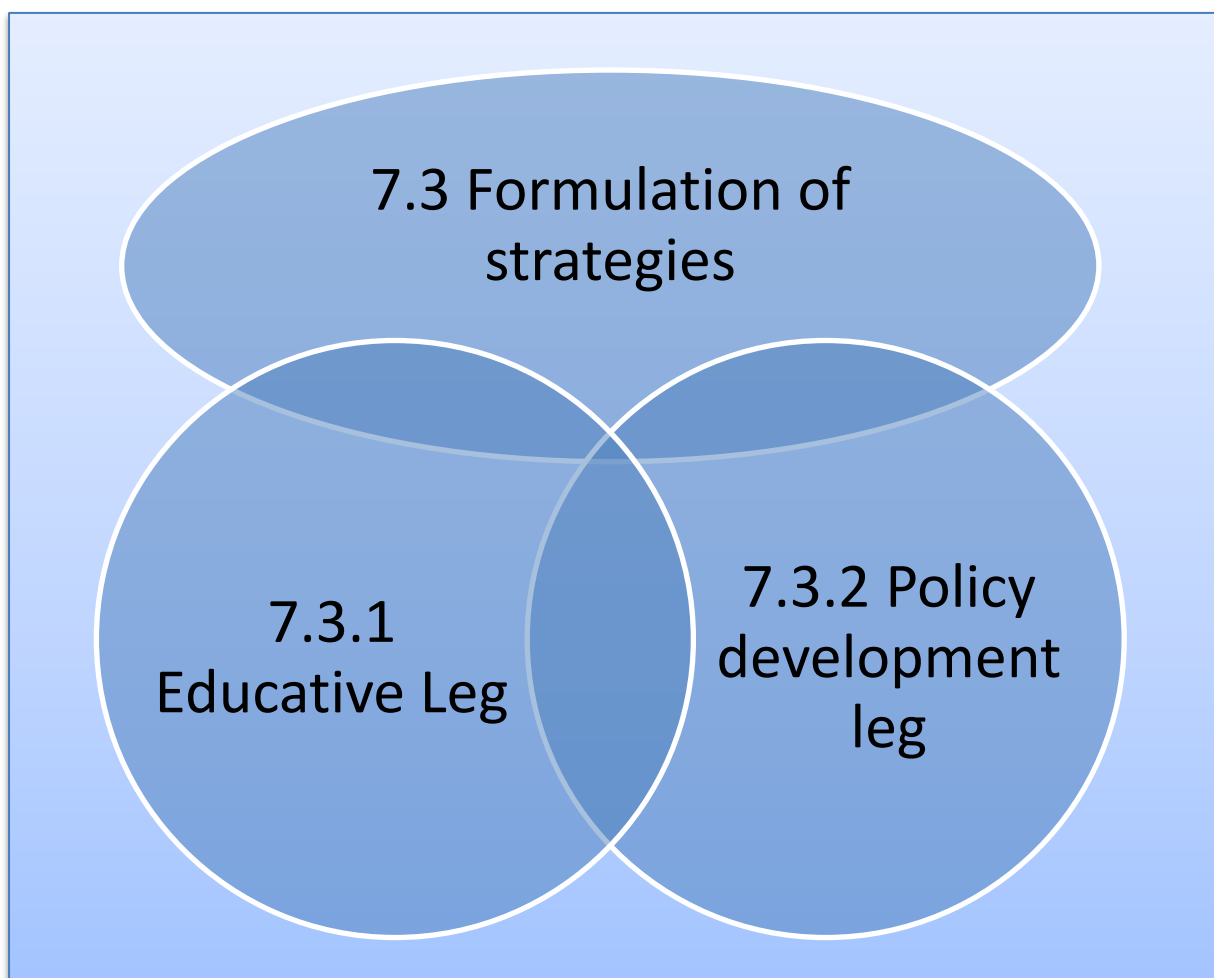 7.3 Formulation of
strategies
7.3.1
Educative Leg
7.3.2 Policy
development
leg